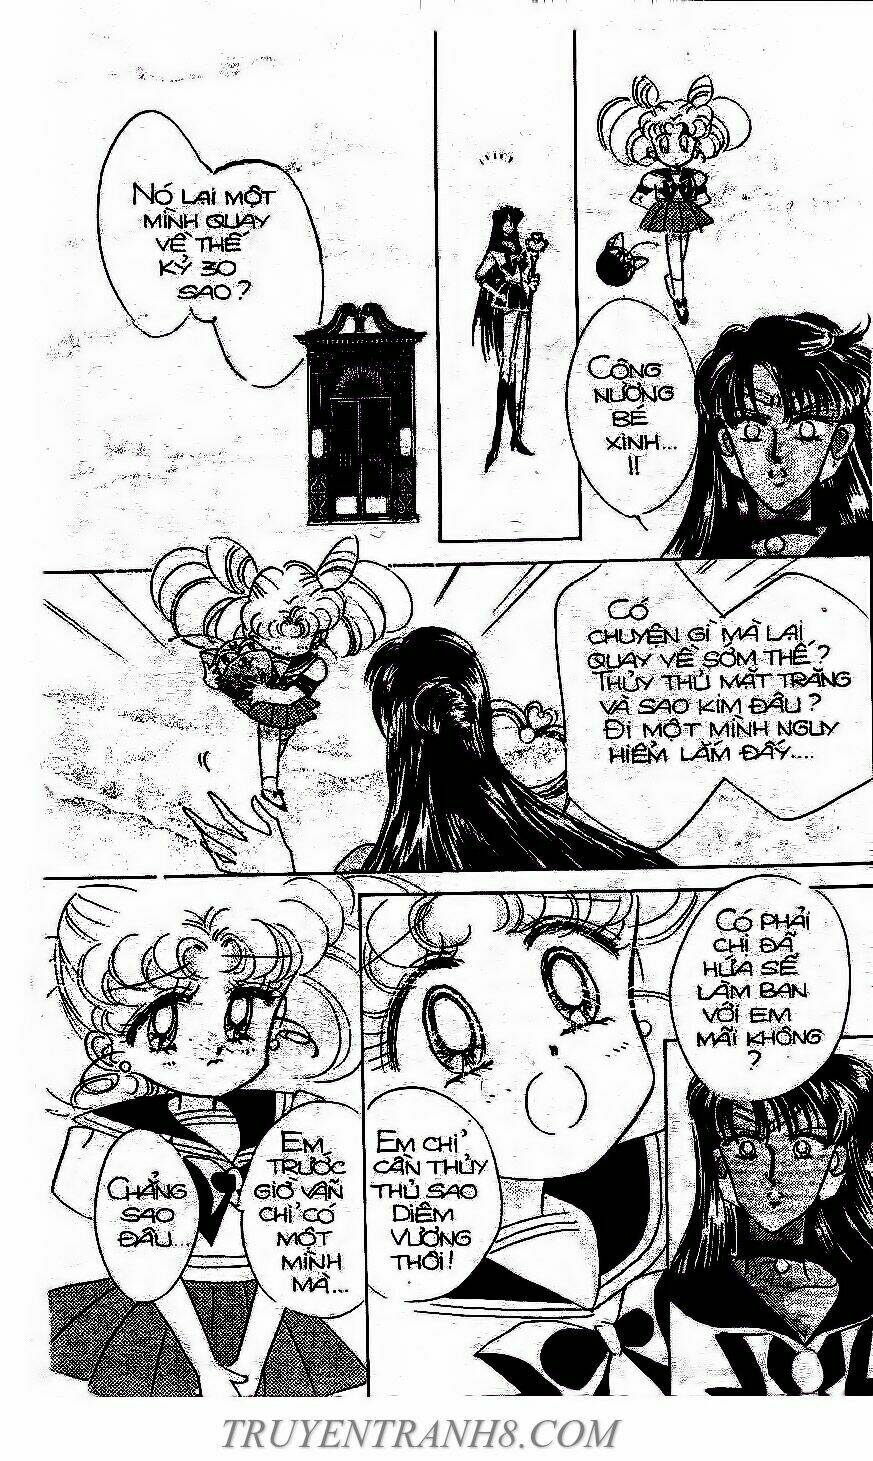 CÔNG
NƯƠNG
BÉ
XINH...
!!
NÓ LẠI MỘT
MÌNH QUAY
VỀ THẾ
KỶ 30
SAO?
CÓ
CHUYỆN GÌ MÀ LẠI
QUAY VỀ SỚM THẾ?
THỦY THỦ MẶT TRĂNG
VÀ SAO KIM ĐÂU?
ĐI MỘT MÌNH NGUY
HIỂM LẮM ĐẤY....
CÓ PHẢI
CHỊ ĐÃ
HỨA SẼ
LÀM BẠN
VỚI EM
MÃI KHÔNG
?
EM CHỈ
CẦN THỦY
THỦ SAO
DIÊM
VƯƠNG
THÔI!
EM
TRƯỚC
GIỜ VẪN
CHỈ CÓ
MỘT
MÌNH
MÀ...
CHẲNG
SAO
ĐÂU...
TRUYENTRANH8.COM